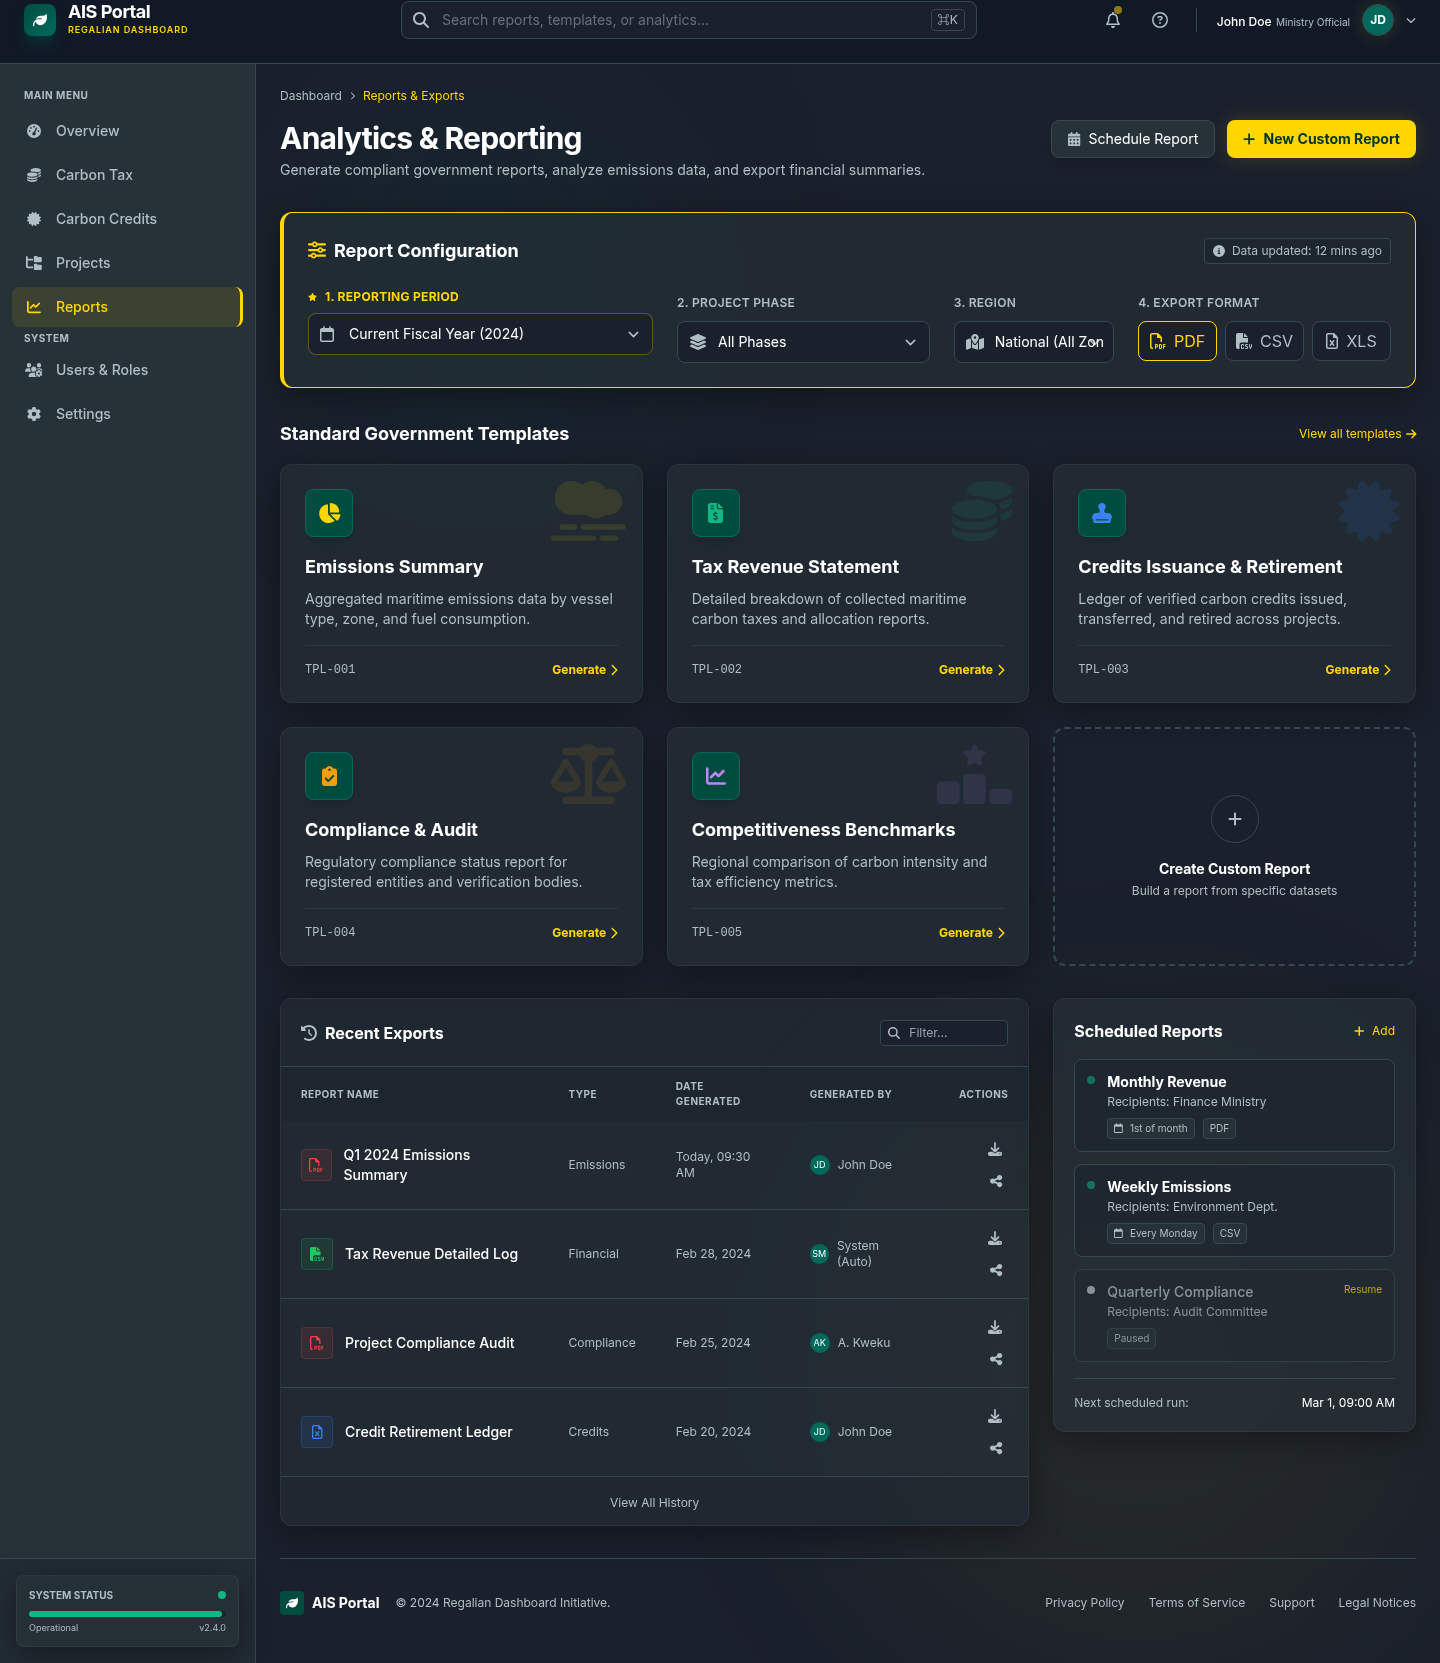 AIS Portal
REGALIAN DASHBOARD
Search reports, templates, or analytics...
⌘K
John Doe Ministry Official
JD
MAIN MENU
Overview
Carbon Tax
Carbon Credits
Projects
Reports
SYSTEM
Users & Roles
Settings
SYSTEM STATUS
Operational
v2.4.0
Dashboard
Reports & Exports
Analytics & Reporting
Generate compliant government reports, analyze emissions data, and export financial summaries.
Schedule Report
New Custom Report
Report Configuration
Data updated: 12 mins ago
1. REPORTING PERIOD
Current Fiscal Year (2024)
2. PROJECT PHASE
All Phases
3. REGION
National (All Zon
4. EXPORT FORMAT
PDF
CSV
XLS
Standard Government Templates
View all templates
Emissions Summary
Aggregated maritime emissions data by vessel
type, zone, and fuel consumption.
TPL-001
Generate
Tax Revenue Statement
Detailed breakdown of collected maritime
carbon taxes and allocation reports.
TPL-002
Generate
Credits Issuance & Retirement
Ledger of verified carbon credits issued,
transferred, and retired across projects.
TPL-003
Generate
Compliance & Audit
Regulatory compliance status report for
registered entities and verification bodies.
TPL-004
Generate
Competitiveness Benchmarks
Regional comparison of carbon intensity and
tax efficiency metrics.
TPL-005
Generate
Create Custom Report
Build a report from specific datasets
Recent Exports
Filter...
REPORT NAME
TYPE
DATE
GENERATED
GENERATED BY
ACTIONS
Q1 2024 Emissions
Summary
Emissions
Today, 09:30
AM
JD
John Doe
Tax Revenue Detailed Log
Financial
Feb 28, 2024
SM
System
(Auto)
Project Compliance Audit
Compliance
Feb 25, 2024
AK
A. Kweku
Credit Retirement Ledger
Credits
Feb 20, 2024
JD
John Doe
View All History
Scheduled Reports
Add
Monthly Revenue
Recipients: Finance Ministry
1st of month
PDF
Weekly Emissions
Recipients: Environment Dept.
Every Monday
CSV
Quarterly Compliance
Resume
Recipients: Audit Committee
Paused
Next scheduled run:
Mar 1, 09:00 AM
AIS Portal
© 2024 Regalian Dashboard Initiative.
Privacy Policy
Terms of Service
Support
Legal Notices